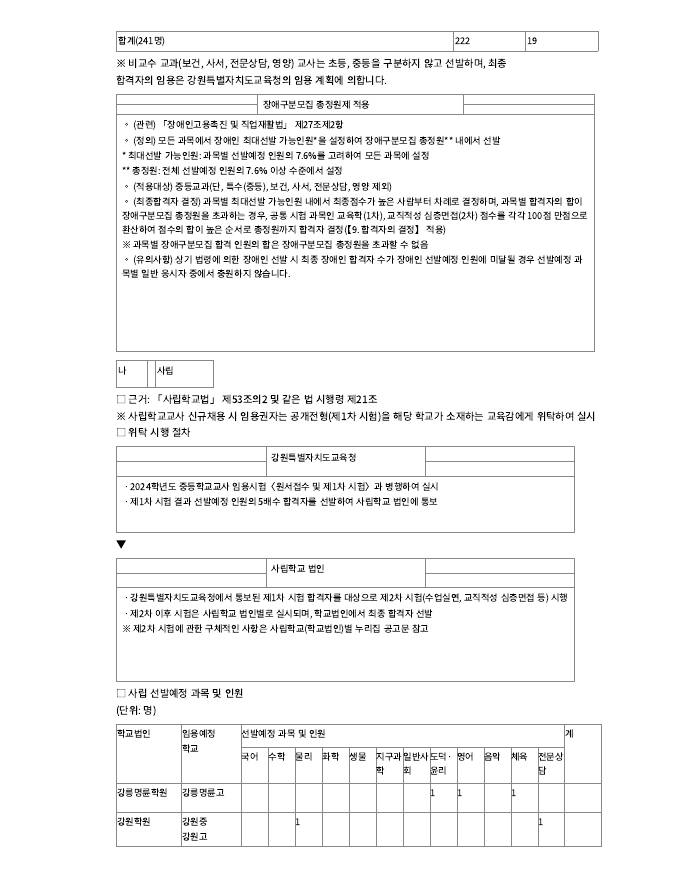 합계(241명) 222 19
※ 비교수 교과(보건, 사서, 전문상담, 영양) 교사는 초등, 중등을 구분하지 않고 선발하며, 최종
합격자의 임용은 강원특별자치도교육청의 임용 계획에 의합니다.
장애구분모집 총정원제 적용
◦ (관련) 「장애인고용촉진 및 직업재활법」 제27조제2항
◦ (정의) 모든 과목에서 장애인 최대선발 가능인원*을 설정하여 장애구분모집 총정원** 내에서 선발
* 최대선발 가능인원: 과목별 선발예정 인원의 7.6%를 고려하여 모든 과목에 설정
** 총정원: 전체 선발예정 인원의 7.6% 이상 수준에서 설정
◦ (적용대상) 중등교과(단, 특수(중등), 보건, 사서, 전문상담, 영양 제외)
◦ (최종합격자 결정) 과목별 최대선발 가능인원 내에서 최종점수가 높은 사람부터 차례로 결정하며, 과목별 합격자의 합이
장애구분모집 총정원을 초과하는 경우, 공통 시험 과목인 교육학(1차), 교직적성 심층면접(2차) 점수를 각각 100점 만점으로
환산하여 점수의 합이 높은 순서로 총정원까지 합격자 결정(【9. 합격자의 결정】 적용)
※ 과목별 장애구분모집 합격 인원의 합은 장애구분모집 총정원을 초과할 수 없음
◦ (유의사항) 상기 법령에 의한 장애인 선발 시 최종 장애인 합격자 수가 장애인 선발예정 인원에 미달될 경우 선발예정 과
목별 일반 응시자 중에서 충원하지 않습니다.
나 사립
□ 근거: 「사립학교법」 제53조의2 및 같은 법 시행령 제21조
※ 사립학교교사 신규채용 시 임용권자는 공개전형(제1차 시험)을 해당 학교가 소재하는 교육감에게 위탁하여 실시
□ 위탁 시행 절차
강원특별자치도교육청
· 2024학년도 중등학교교사 임용시험〈원서접수 및 제1차 시험〉과 병행하여 실시
· 제1차 시험 결과 선발예정 인원의 5배수 합격자를 선발하여 사립학교 법인에 통보
▼
사립학교 법인
· 강원특별자치도교육청에서 통보된 제1차 시험 합격자를 대상으로 제2차 시험(수업실연, 교직적성 심층면접 등) 시행
· 제2차 이후 시험은 사립학교 법인별로 실시되며, 학교법인에서 최종 합격자 선발
※ 제2차 시험에 관한 구체적인 사항은 사립학교(학교법인)별 누리집 공고문 참고
□ 사립 선발예정 과목 및 인원
(단위: 명)
학교법인 임용예정 선발예정 과목 및 인원 계
학교
국어 수학 물리 화학 생물 지구과 일반사 도덕· 영어 음악 체육 전문상
학 회 윤리 담
강릉명륜학원 강릉명륜고 1 1 1
강원학원 강원중 1 1
강원고